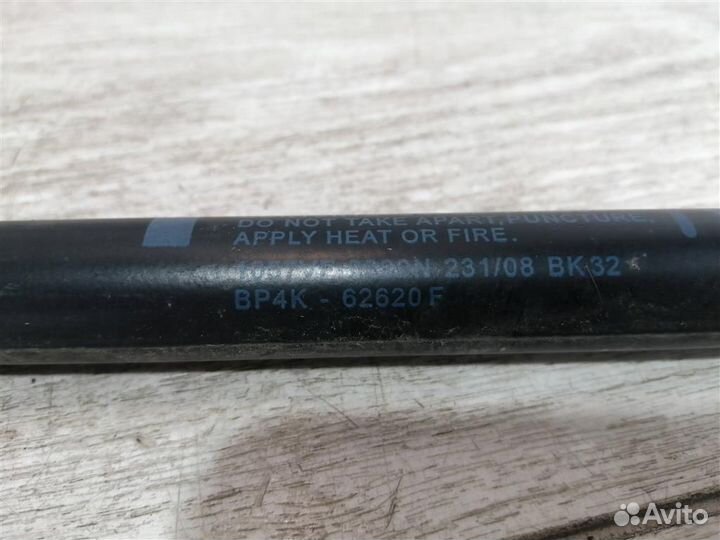 DO NOT TAKE APART, PUNCTURE,
APPLY HEAT OR FIRE.
231/08 BK 32
BP4K - 62620 F
Avito